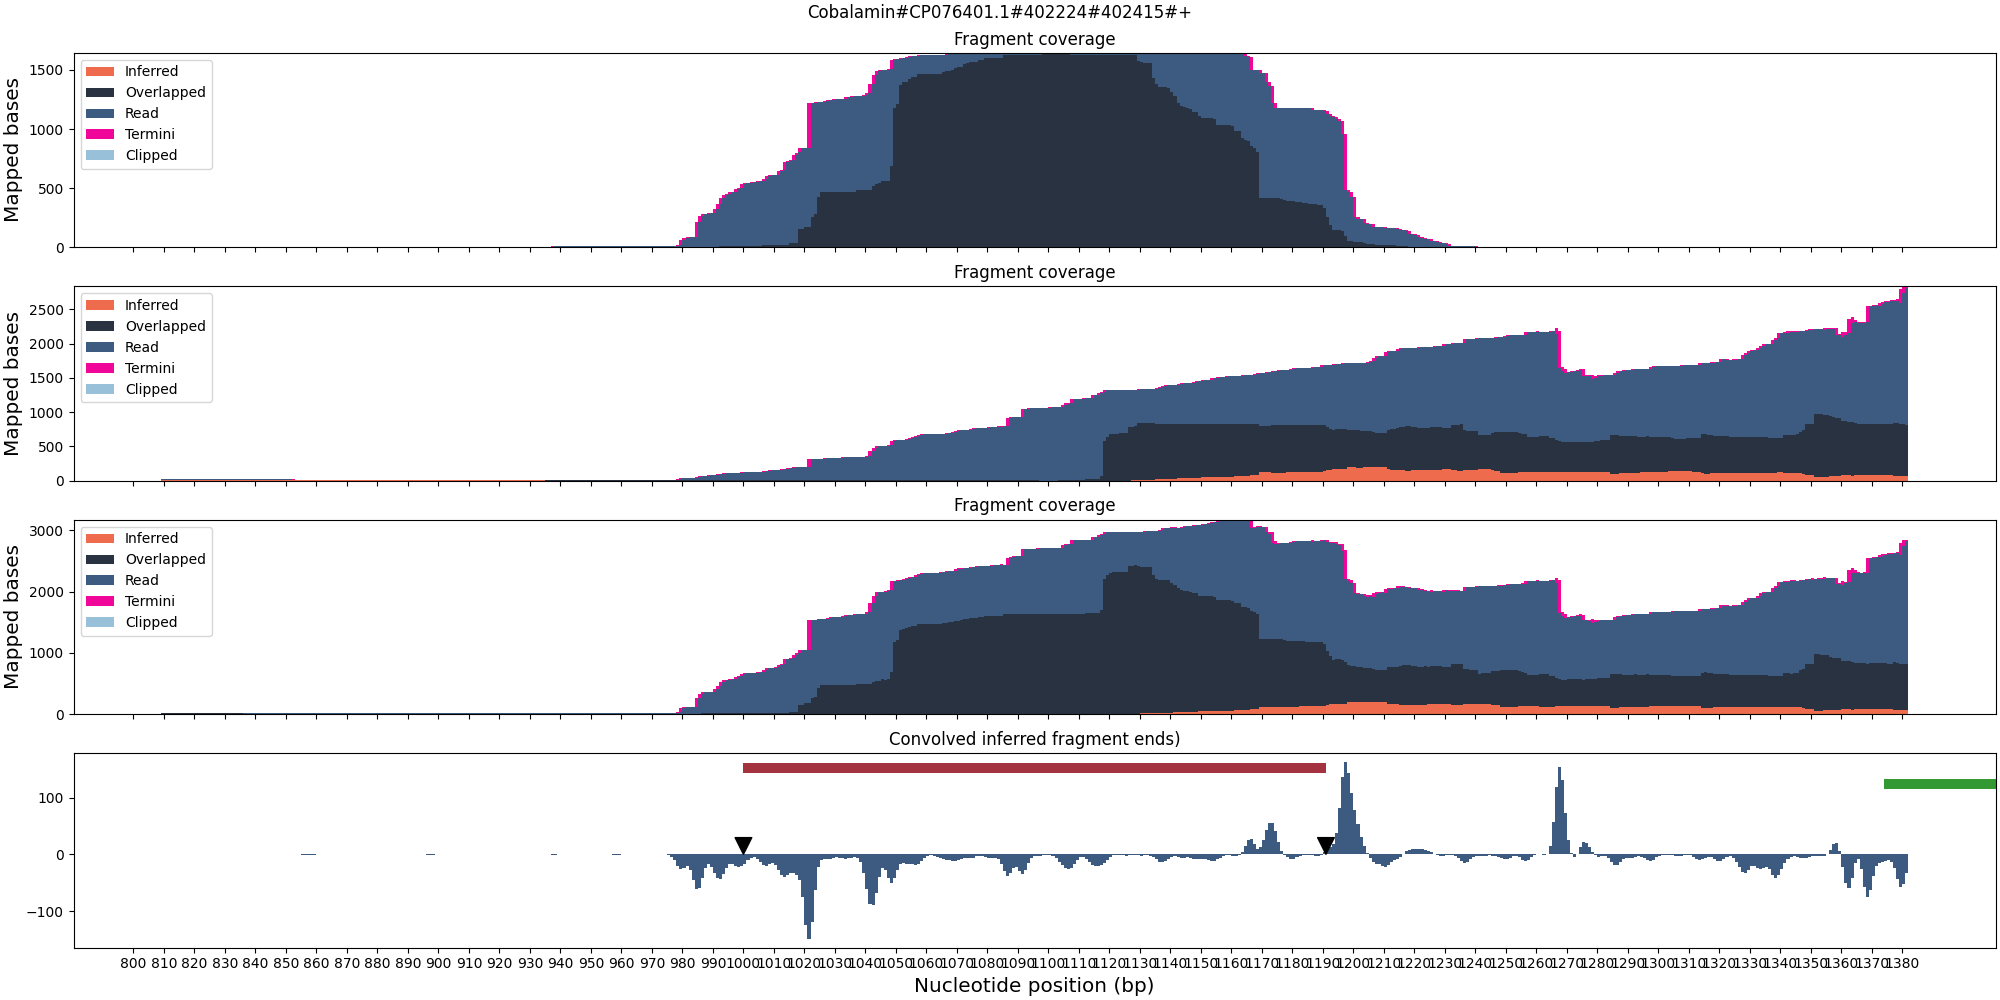 Cobalamin#CP076401.1#402224#402415#+
Fragment coverage
Mapped bases
1500
1000
500
0
Inferred
Overlapped
Read
Termini
Clipped
Fragment coverage
Mapped bases
2500
2000
1500
1000
500
0
Inferred
Overlapped
Read
Termini
Clipped
Fragment coverage
Mapped bases
3000
2000
1000
0
Inferred
Overlapped
Read
Termini
Clipped
Convolved inferred fragment ends)
100
0
−100
800 810 820 830 840 850 860 870 880 890 900 910 920 930 940 950 960 970 980 990 1000 1010 1020 1030 1040 1050 1060 1070 1080 1090 1100 1110 1120 1130 1140 1150 1160 1170 1180 1190 1200 1210 1220 1230 1240 1250 1260 1270 1280 1290 1300 1310 1320 1330 1340 1350 1360 1370 1380
Nucleotide position (bp)